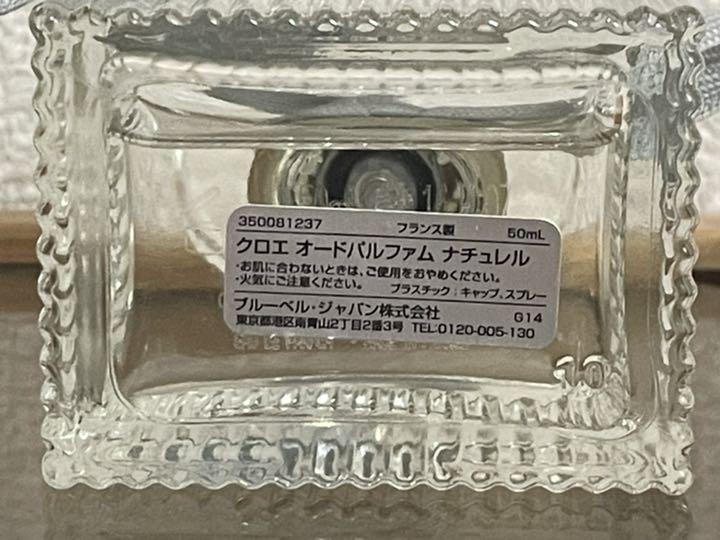 350081237 フランス製 50mL
クロエ オードパルファム ナチュレル
・お肌に合わないときは、ご使用をおやめください。
・火気にご注意ください。 プラスチック：キャップ、スプレー
ブルーベル・ジャパン株式会社 G14
東京都港区南青山2丁目2番3号 TEL:0120-005-130
10